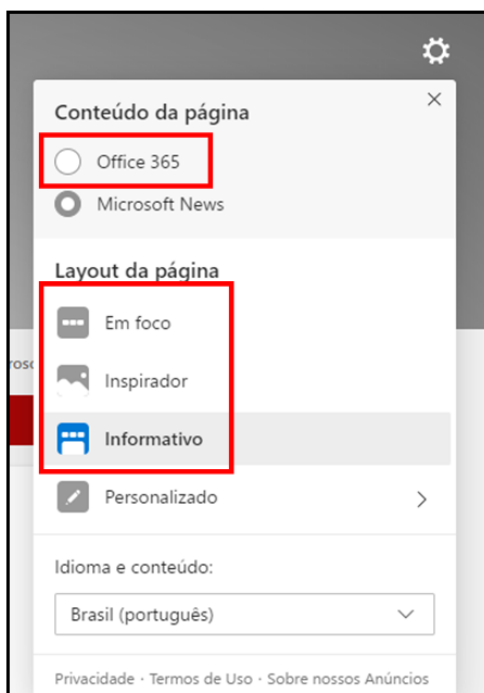 Conteúdo da página
Office 365
Microsoft News
Layout da página
Em foco
Inspirador
Informativo
Personalizado
Idioma e conteúdo:
Brasil (português)
Privacidade · Termos de Uso · Sobre nossos Anúncios